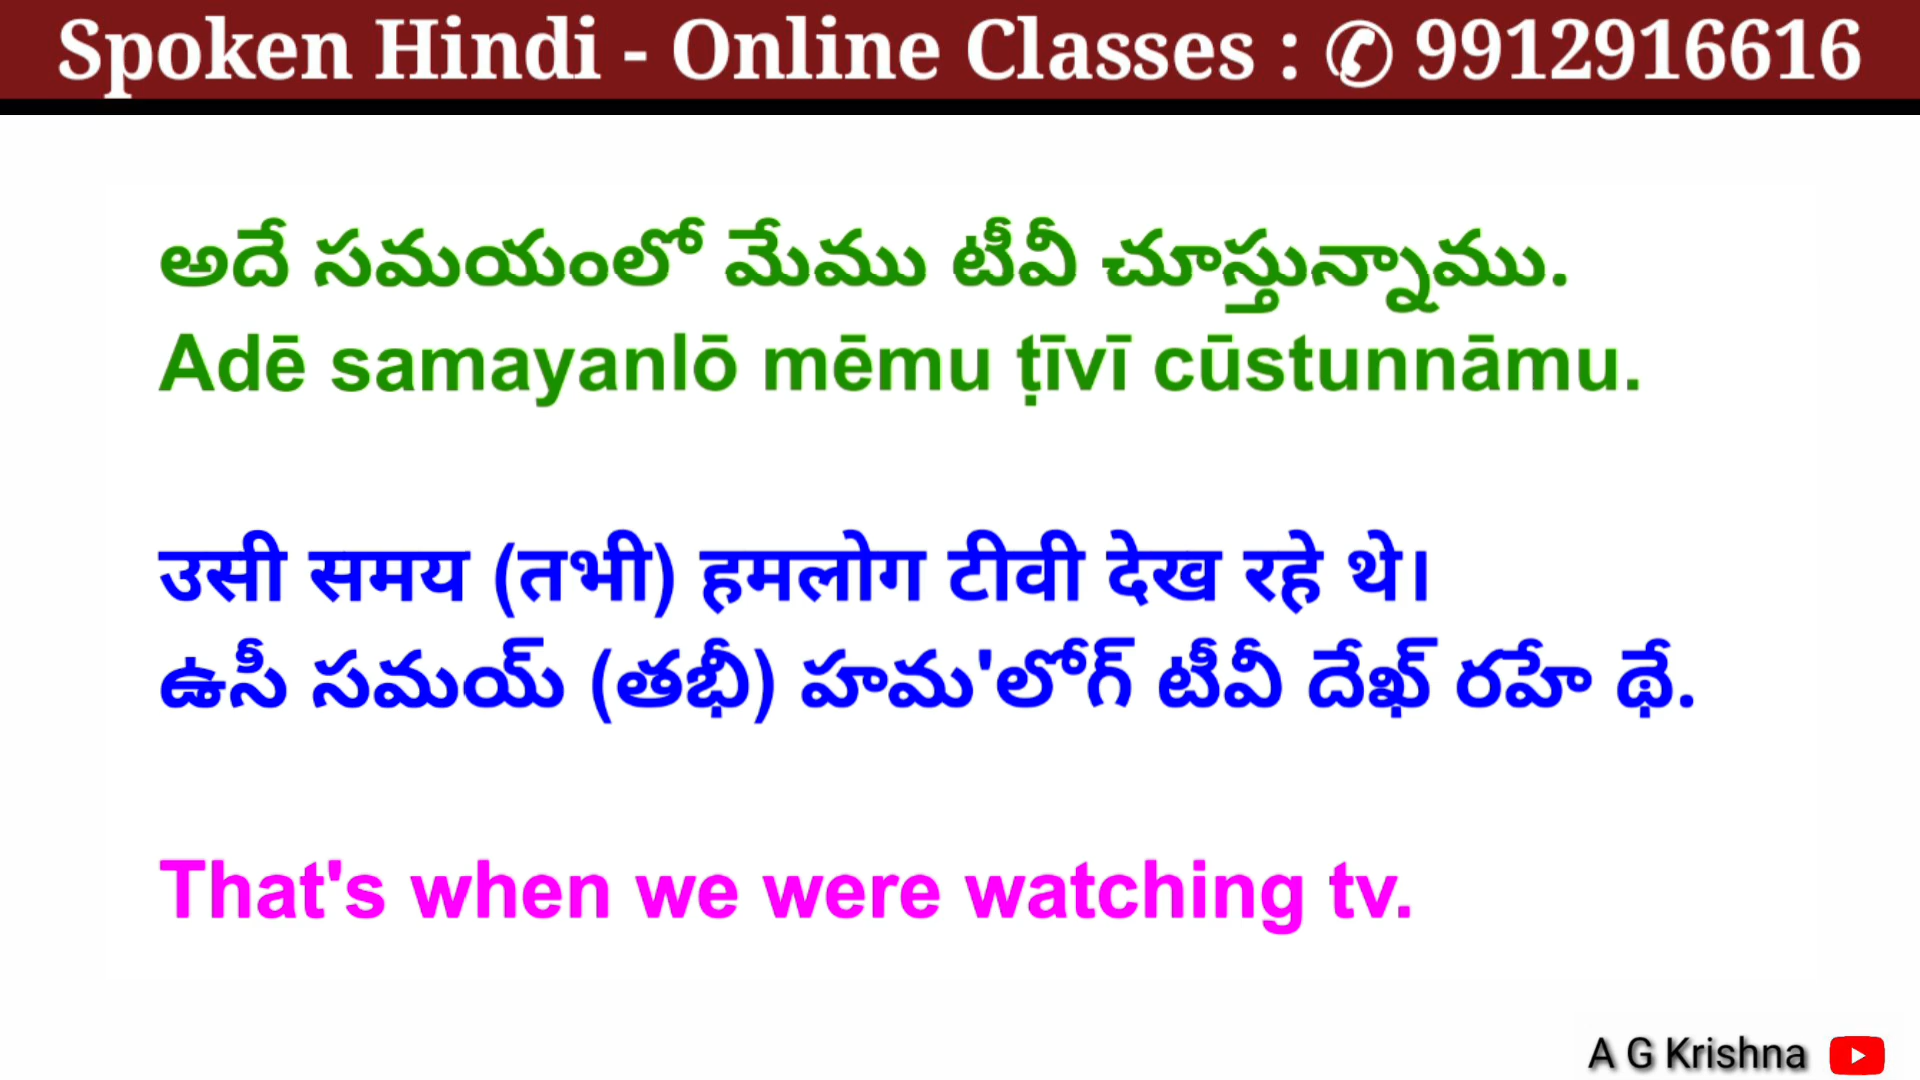 Spoken Hindi - Online Classes : ✆ 9912916616
అదే సమయంలో మేము టీవీ చూస్తున్నాము.
Adē samayanlō mēmu ṭīvī cūstunnāmu.
उसी समय (तभी) हमलोग टीवी देख रहे थे।
ఉసీ సమయ్ (తభీ) హమ'లోగ్ టీవీ దేఖ్ రహే థే.
That's when we were watching tv.
A G Krishna